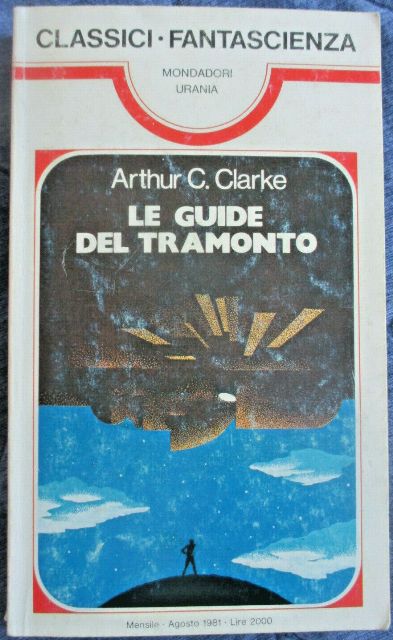 CLASSICI • FANTASCIENZA
MONDADORI
URANIA
Arthur C. Clarke
LE GUIDE
DEL TRAMONTO
Mensile - Agosto 1981 - Lire 2000